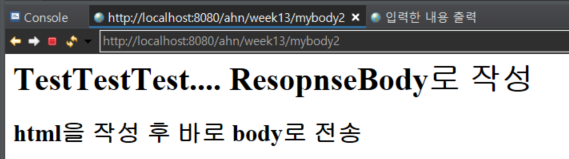 Console
http://localhost:8080/ahn/week13/mybody2
입력한 내용 출력
http://localhost:8080/ahn/week13/mybody2
TestTestTest.... ResopnseBody로 작성
html을 작성 후 바로 body로 전송